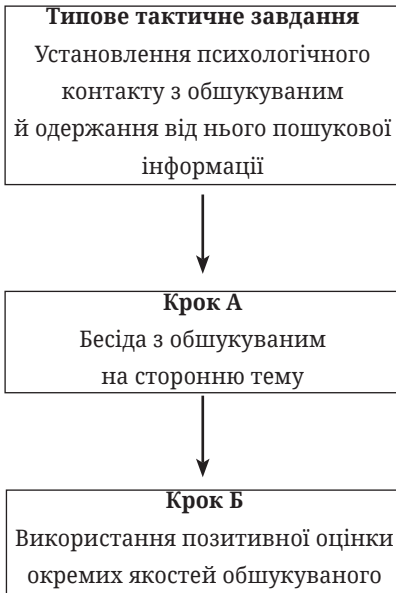 Типове тактичне завдання
Установлення психологічного
контакту з обшукуваним
й одержання від нього пошукової
інформації
Крок А
Бесіда з обшукуваним
на сторонню тему
Крок Б
Використання позитивної оцінки
окремих якостей обшукуваного